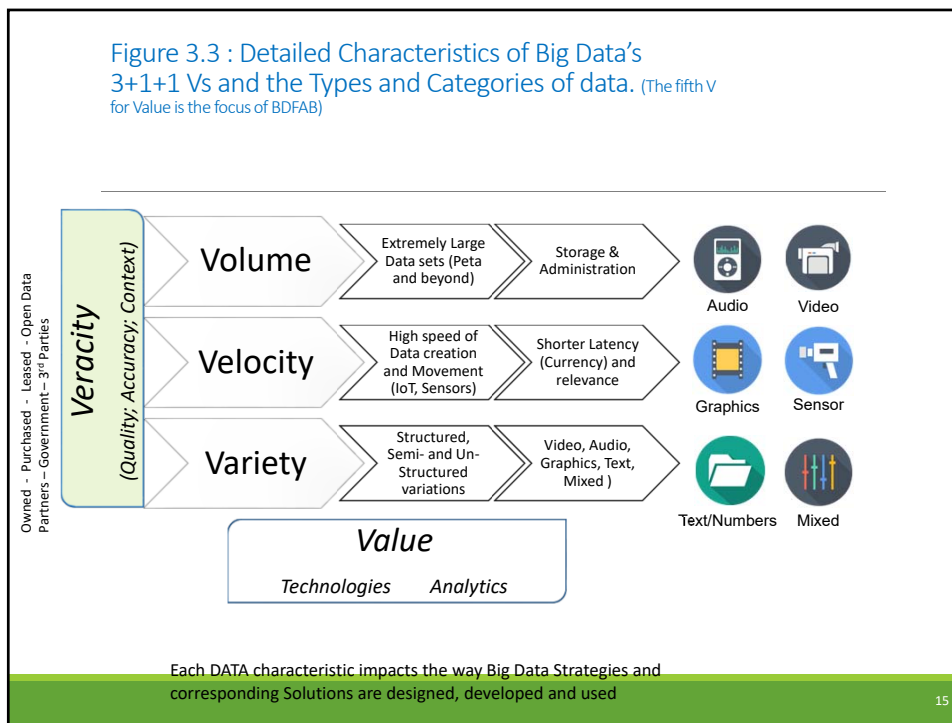 Figure 3.3 : Detailed Characteristics of Big Data’s
3+1+1 Vs and the Types and Categories of data. (The fifth V
for Value is the focus of BDFAB)
Owned - Purchased - Leased - Open Data
Partners – Government – 3rd Parties
Veracity
(Quality; Accuracy; Context)
Volume
Extremely Large
Data sets (Peta
and beyond)
Storage &
Administration
Audio
Video
Velocity
High speed of
Data creation
and Movement
(IoT, Sensors)
Shorter Latency
(Currency) and
relevance
Graphics
Sensor
Variety
Structured,
Semi- and Un-
Structured
variations
Video, Audio,
Graphics, Text,
Mixed )
Text/Numbers
Mixed
Value
Technologies Analytics
Each DATA characteristic impacts the way Big Data Strategies and
corresponding Solutions are designed, developed and used
15